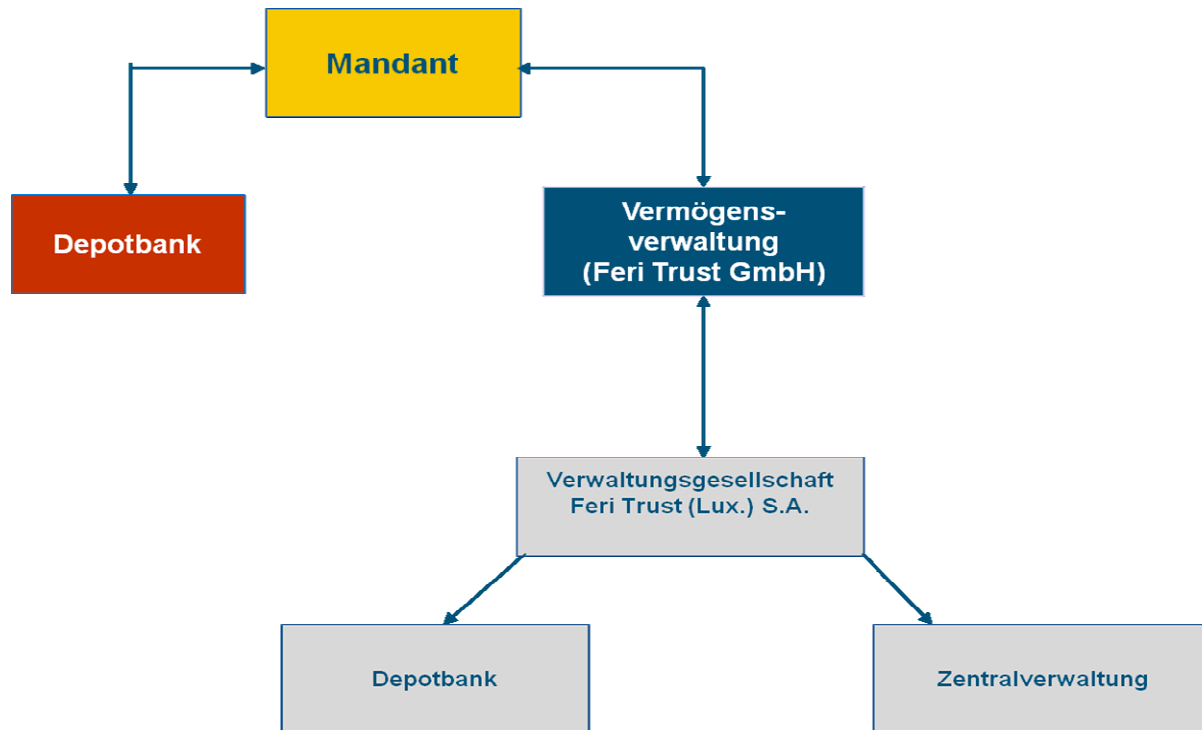 Mandant
Depotbank
Vermögens-
verwaltung
(Feri Trust GmbH)
Verwaltungsgesellschaft
Feri Trust (Lux.) S.A.
Depotbank
Zentralverwaltung